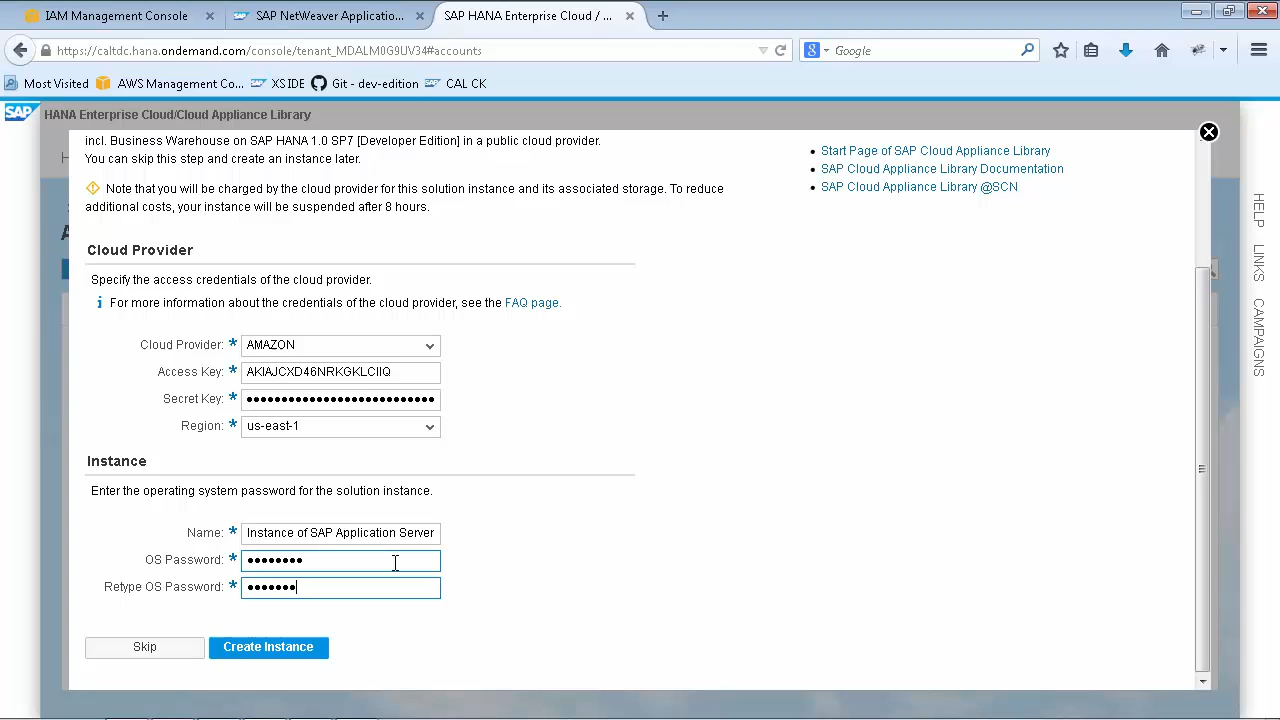 IAM Management Console
SAP NetWeaver Applicatio...
SAP HANA Enterprise Cloud / ...
https://caltdc.hana.ondemand.com/console/tenant_MDALM0G9UV34#accounts
Google
Most Visited
AWS Management Co...
XSIDE
Git - dev-edition
CAL CK
SAP
HANA Enterprise Cloud/Cloud Appliance Library
incl. Business Warehouse on SAP HANA 1.0 SP7 [Developer Edition] in a public cloud provider.
You can skip this step and create an instance later.
Note that you will be charged by the cloud provider for this solution instance and its associated storage. To reduce
additional costs, your instance will be suspended after 8 hours.
Start Page of SAP Cloud Appliance Library
SAP Cloud Appliance Library Documentation
SAP Cloud Appliance Library @SCN
HELP
LINKS
CAMPAIGNS
Cloud Provider
Specify the access credentials of the cloud provider.
For more information about the credentials of the cloud provider, see the FAQ page.
Cloud Provider: * AMAZON
Access Key: * AKIAJCXD46NRKGKLCIIQ
Secret Key: *
Region: * us-east-1
Instance
Enter the operating system password for the solution instance.
Name: * Instance of SAP Application Server
OS Password: *
Retype OS Password: *
Skip
Create Instance